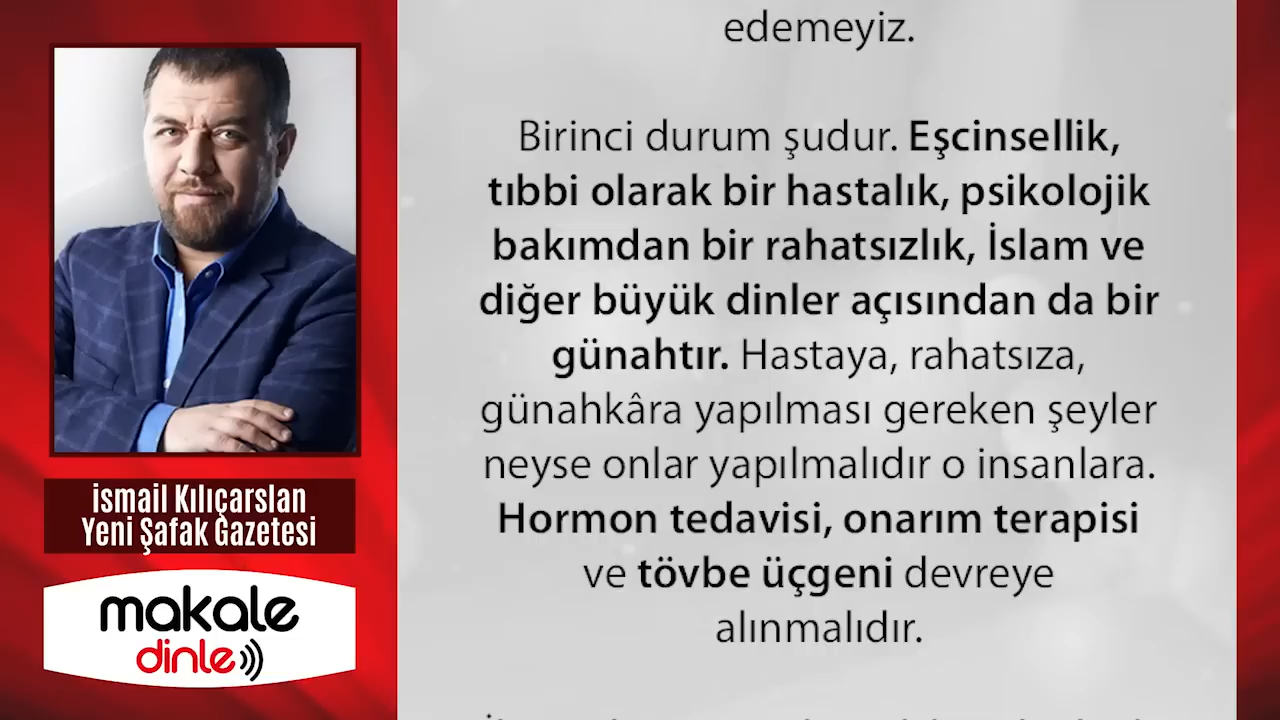 edemeyiz.
Birinci durum şudur. Eşcinsellik,
tıbbi olarak bir hastalık, psikolojik
bakımdan bir rahatsızlık, İslam ve
diğer büyük dinler açısından da bir
günahtır. Hastaya, rahatsıza,
günahkâra yapılması gereken şeyler
neyse onlar yapılmalıdır o insanlara.
Hormon tedavisi, onarım terapisi
ve tövbe üçgeni devreye
alınmalıdır.
ismail Kılıçarslan
Yeni Şafak Gazetesi
makale
dinle